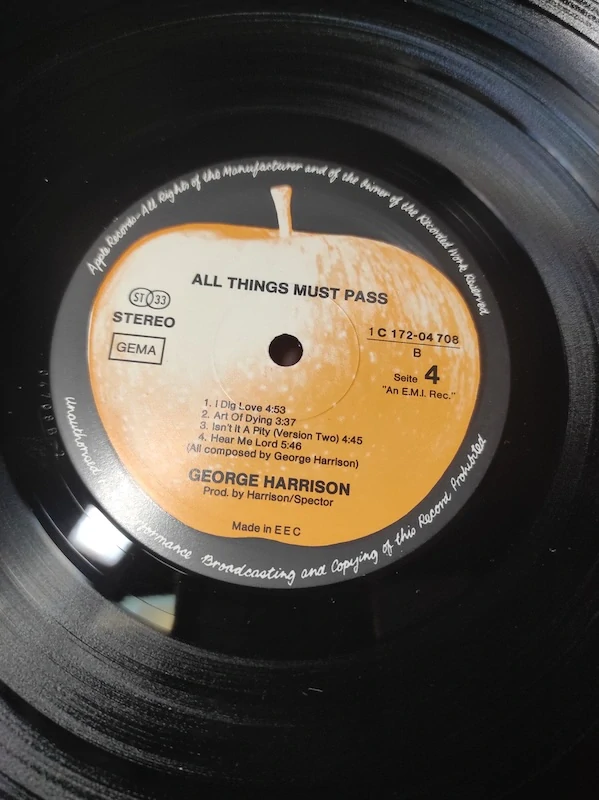 Apple Records - All Rights of the Manufacturer and of the Owner of the Recorded Work Reserved
ALL THINGS MUST PASS
ST 33
STEREO
GEMA
1 C 172-04 708
B
Seite 4
"An E.M.I. Rec."
1. I Dig Love 4:53
2. Art Of Dying 3:37
3. Isn't It A Pity (Version Two) 4:45
4. Hear Me Lord 5:46
(All composed by George Harrison)
GEORGE HARRISON
Prod. by Harrison/Spector
Made in EEC
Unauthorised Broadcasting and Copying of this Record Prohibited